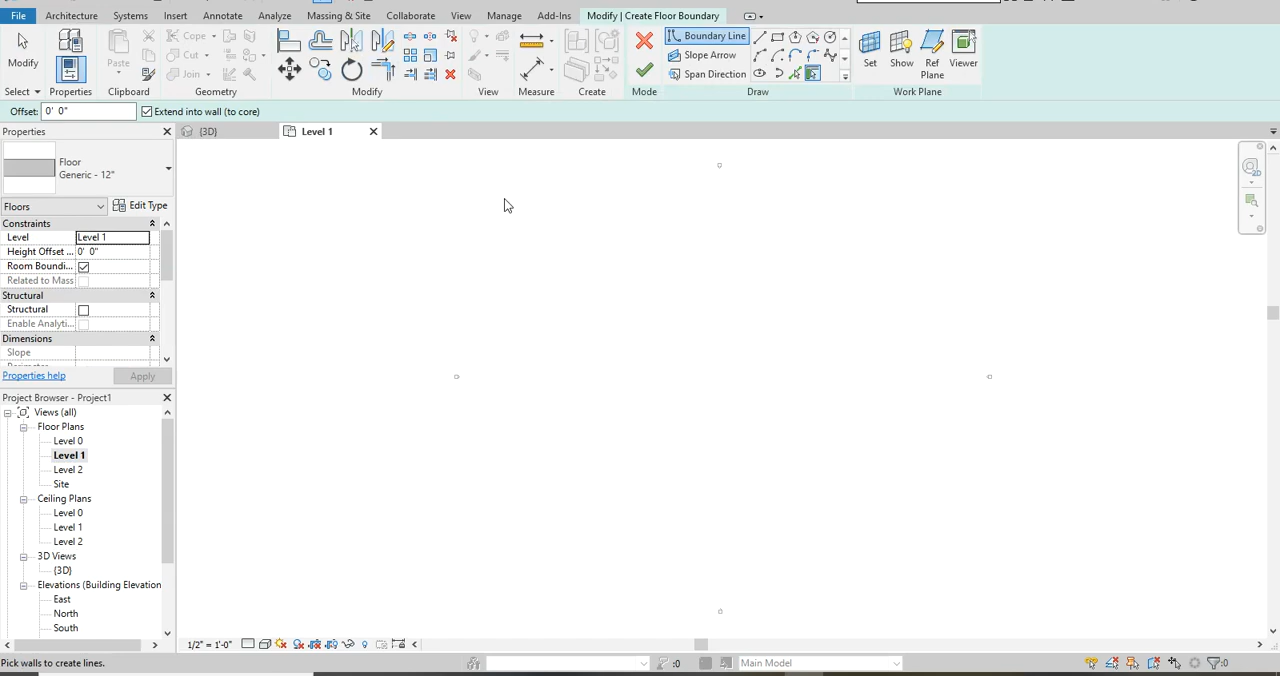 File Architecture Systems Insert Annotate Analyze Massing & Site Collaborate View Manage Add-Ins Modify | Create Floor Boundary
Modify Paste Cope Cut Join Boundary Line Slope Arrow Span Direction Set Show Ref Plane Viewer
Select Properties Clipboard Geometry Modify View Measure Create Mode Draw Work Plane
Offset: 0' 0" Extend into wall (to core)
Properties {3D} Level 1
Floor
Generic - 12"
Floors Edit Type
Constraints
Level Level 1
Height Offset ... 0' 0"
Room Boundi...
Related to Mass
Structural
Structural
Enable Analyti...
Dimensions
Slope
Properties help Apply
Project Browser - Project1
Views (all)
Floor Plans
Level 0
Level 1
Level 2
Site
Ceiling Plans
Level 0
Level 1
Level 2
3D Views
{3D}
Elevations (Building Elevation
East
North
South
1/2" = 1'-0"
Pick walls to create lines. :0 Main Model :0
2D